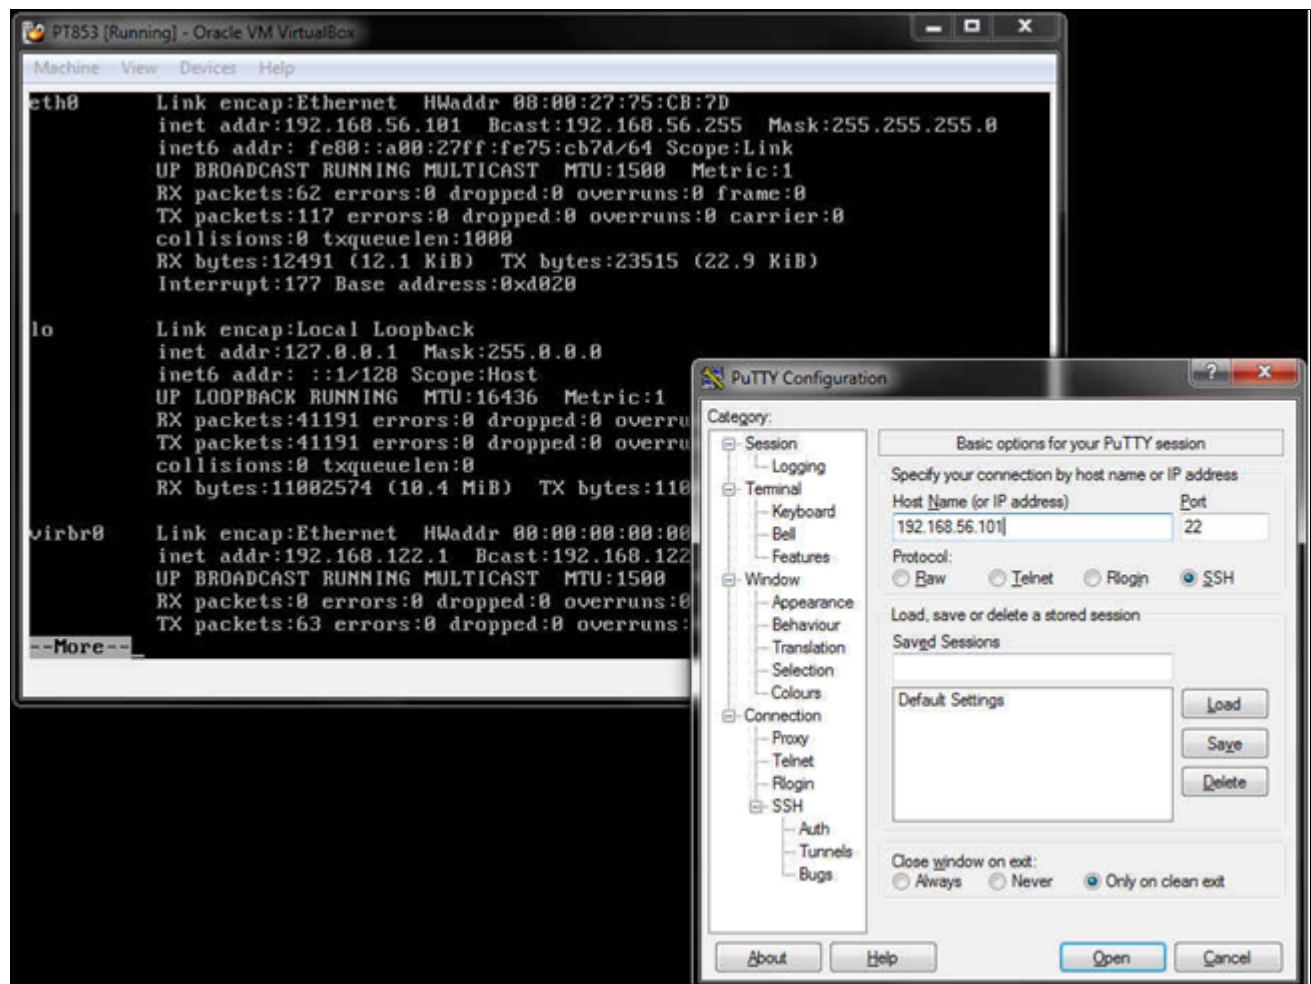 PT853 [Running] - Oracle VM VirtualBox
Machine View Devices Help
eth0 Link encap:Ethernet HWaddr 08:00:27:75:CB:7D
inet addr:192.168.56.101 Bcast:192.168.56.255 Mask:255.255.255.0
inet6 addr: fe80::a00:27ff:fe75:cb7d/64 Scope:Link
UP BROADCAST RUNNING MULTICAST MTU:1500 Metric:1
RX packets:62 errors:0 dropped:0 overruns:0 frame:0
TX packets:117 errors:0 dropped:0 overruns:0 carrier:0
collisions:0 txqueuelen:1000
RX bytes:12491 (12.1 KiB) TX bytes:23515 (22.9 KiB)
Interrupt:177 Base address:0xd020
lo Link encap:Local Loopback
inet addr:127.0.0.1 Mask:255.0.0.0
inet6 addr: ::1/128 Scope:Host
UP LOOPBACK RUNNING MTU:16436 Metric:1
RX packets:41191 errors:0 dropped:0 overru
TX packets:41191 errors:0 dropped:0 overru
collisions:0 txqueuelen:0
RX bytes:11002574 (10.4 MiB) TX bytes:110
virbr0 Link encap:Ethernet HWaddr 00:00:00:00:00
inet addr:192.168.122.1 Bcast:192.168.122
UP BROADCAST RUNNING MULTICAST MTU:1500
RX packets:0 errors:0 dropped:0 overruns:0
TX packets:63 errors:0 dropped:0 overruns:
--More--
PuTTY Configuration
Category:
Session
Logging
Terminal
Keyboard
Bell
Features
Window
Appearance
Behaviour
Translation
Selection
Colours
Connection
Proxy
Telnet
Rlogin
SSH
Auth
Tunnels
Bugs
Basic options for your PuTTY session
Specify your connection by host name or IP address
Host Name (or IP address) Port
192.168.56.101 22
Protocol:
Raw Telnet Rlogin SSH
Load, save or delete a stored session
Saved Sessions
Default Settings
Load
Save
Delete
Close window on exit:
Always Never Only on clean exit
About Help Open Cancel